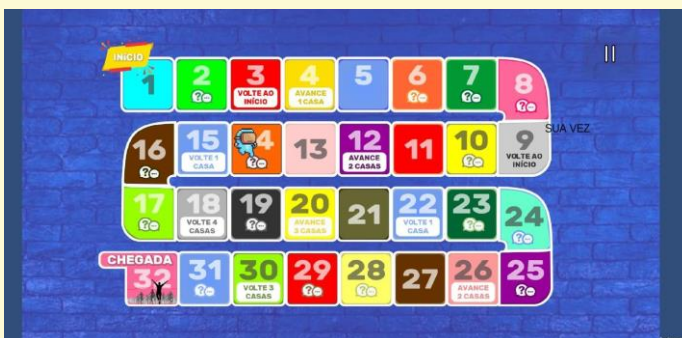 INÍCIO
1 2 3 4 5 6 7 8
VOLTE AO INÍCIO
AVANCE 1 CASA
16 15 4 13 12 11 10 9
VOLTE 1 CASA
AVANCE 2 CASAS
VOLTE AO INÍCIO
SUA VEZ
17 18 19 20 21 22 23 24
VOLTE 4 CASAS
AVANCE 3 CASAS
VOLTE 1 CASA
CHEGADA
32 31 30 29 28 27 26 25
VOLTE 3 CASAS
AVANCE 2 CASAS